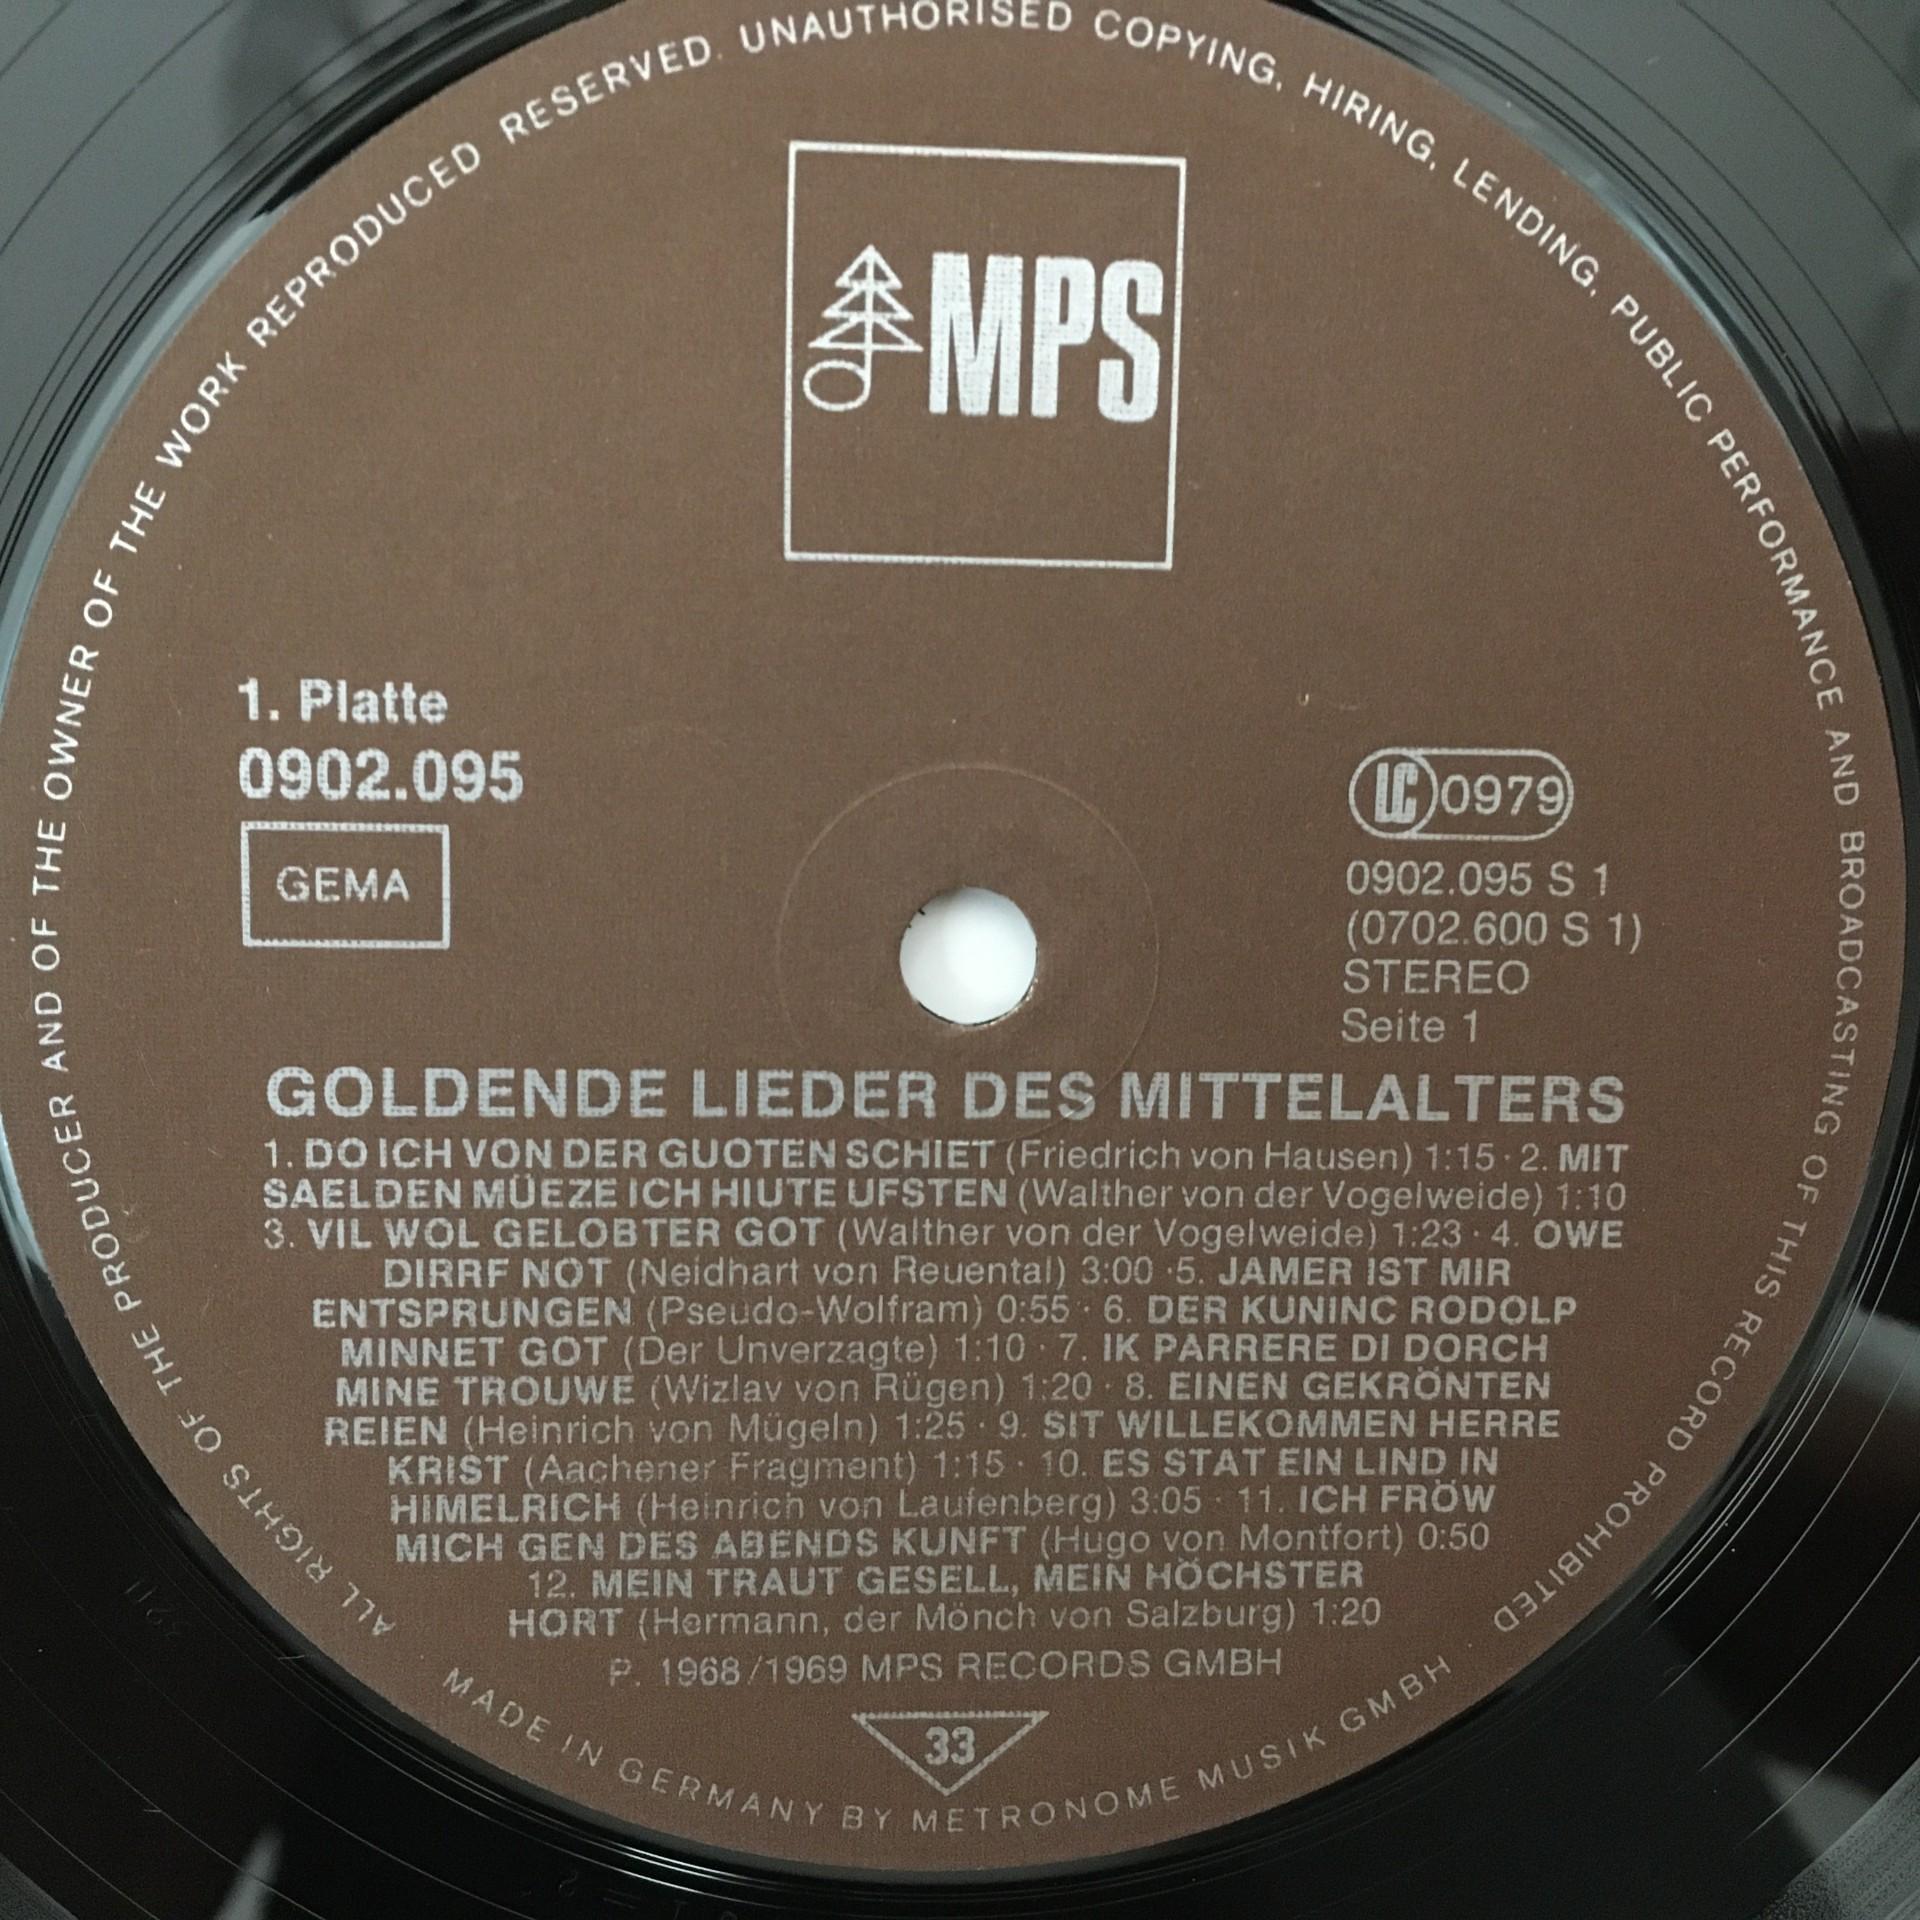 ALL RIGHTS OF THE PRODUCER AND OF THE OWNER OF THE WORK REPRODUCED RESERVED. UNAUTHORISED COPYING, HIRING, LENDING, PUBLIC PERFORMANCE AND BROADCASTING OF THIS RECORD PROHIBITED
MPS
1. Platte
0902.095
GEMA
LC 0979
0902.095 S 1
(0702.600 S 1)
STEREO
Seite 1
GOLDENDE LIEDER DES MITTELALTERS
1. DO ICH VON DER GUOTEN SCHIET (Friedrich von Hausen) 1:15 · 2. MIT
SAELDEN MÜEZE ICH HIUTE UFSTEN (Walther von der Vogelweide) 1:10
3. VIL WOL GELOBTER GOT (Walther von der Vogelweide) 1:23 · 4. OWE
DIRRF NOT (Neidhart von Reuental) 3:00 · 5. JAMER IST MIR
ENTSPRUNGEN (Pseudo-Wolfram) 0:55 · 6. DER KUNINC RODOLP
MINNET GOT (Der Unverzagte) 1:10 · 7. IK PARRERE DI DORCH
MINE TROUWE (Wizlav von Rügen) 1:20 · 8. EINEN GEKRÖNTEN
REIEN (Heinrich von Mügeln) 1:25 · 9. SIT WILLEKOMMEN HERRE
KRIST (Aachener Fragment) 1:15 · 10. ES STAT EIN LIND IN
HIMELRICH (Heinrich von Laufenberg) 3:05 · 11. ICH FRÖW
MICH GEN DES ABENDS KUNFT (Hugo von Montfort) 0:50
12. MEIN TRAUT GESELL, MEIN HÖCHSTER
HORT (Hermann, der Mönch von Salzburg) 1:20
P. 1968/1969 MPS RECORDS GMBH
33
MADE IN GERMANY BY METRONOME MUSIK GMBH